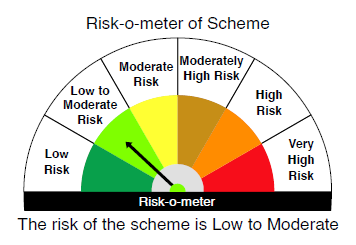 Risk-o-meter of Scheme
Low
Risk
Low to
Moderate
Risk
Moderate
Risk
Moderately
High Risk
High
Risk
Very
High
Risk
Risk-o-meter
The risk of the scheme is Low to Moderate